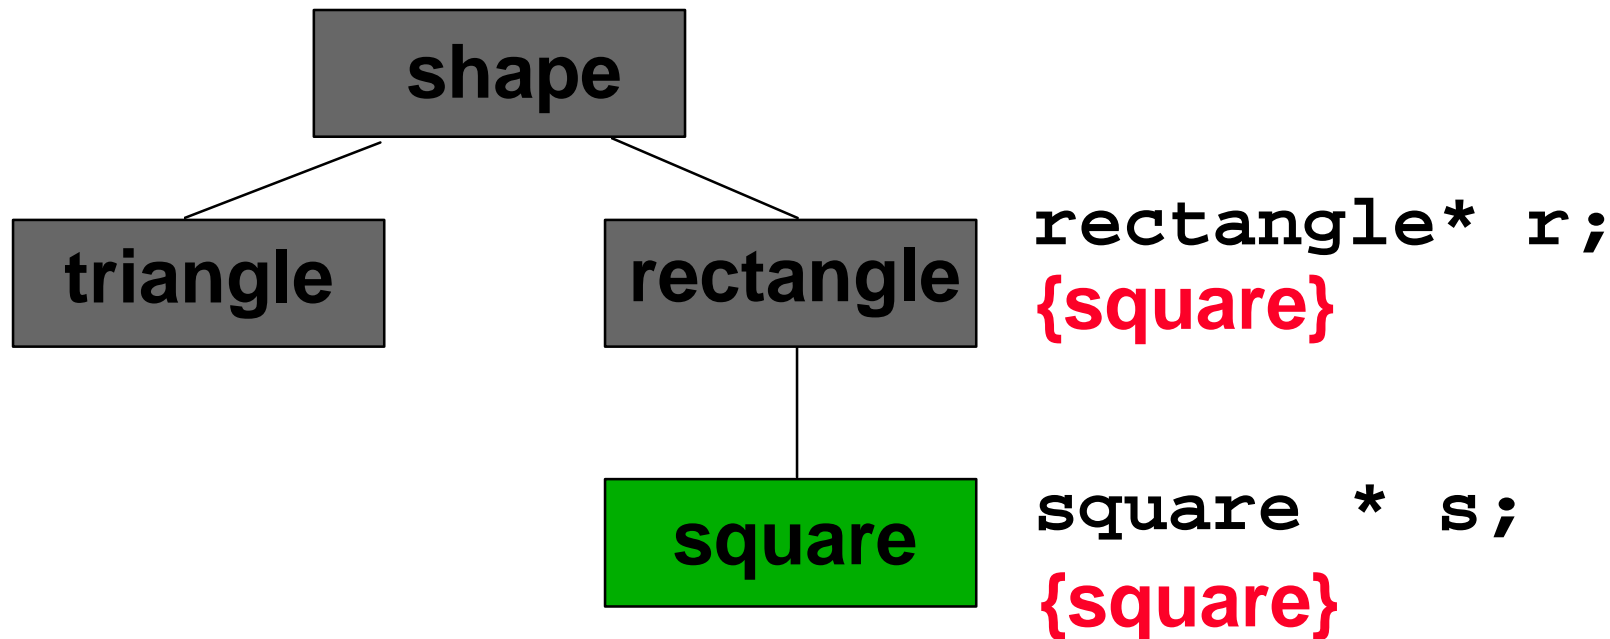 shape
triangle
rectangle
rectangle* r;
{square}
square
square * s;
{square}